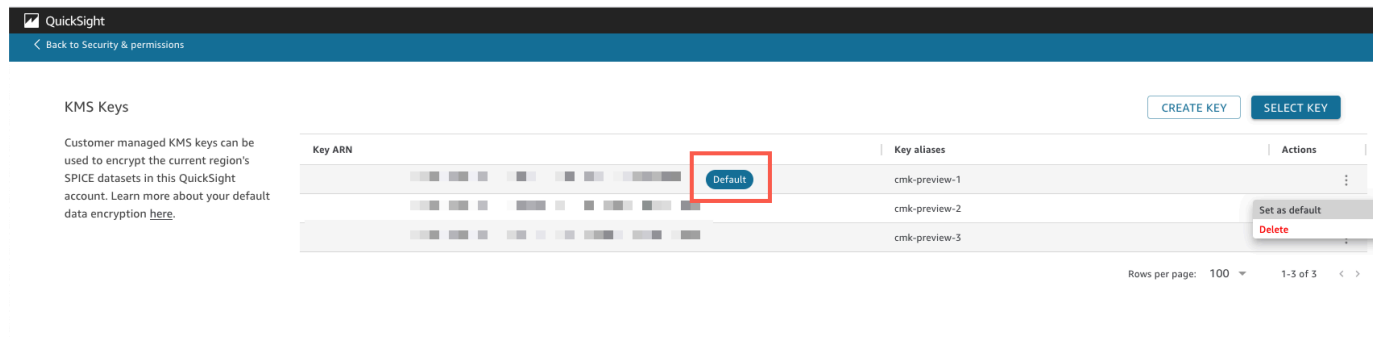 QuickSight
Back to Security & permissions
KMS Keys
CREATE KEY
SELECT KEY
Customer managed KMS keys can be
used to encrypt the current region's
SPICE datasets in this QuickSight
account. Learn more about your default
data encryption here.
Key ARN
Key aliases
Actions
Default
cmk-preview-1
cmk-preview-2
Set as default
Delete
cmk-preview-3
Rows per page: 100
1-3 of 3